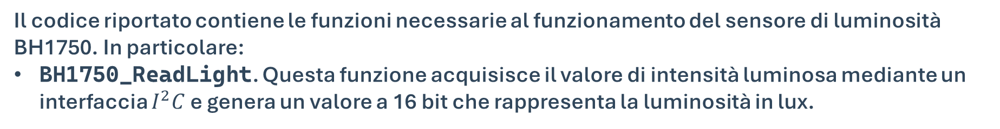 Il codice riportato contiene le funzioni necessarie al funzionamento del sensore di luminosità
BH1750. In particolare:
• BH1750_ReadLight. Questa funzione acquisisce il valore di intensità luminosa mediante un
interfaccia I²C e genera un valore a 16 bit che rappresenta la luminosità in lux.